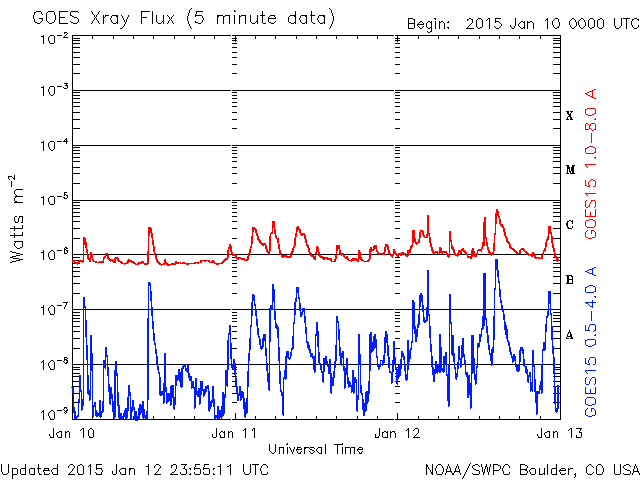 GOES Xray Flux (5 minute data)
Begin: 2015 Jan 10 0000 UTC
10⁻²
10⁻³
10⁻⁴
10⁻⁵
10⁻⁶
10⁻⁷
10⁻⁸
10⁻⁹
Watts m⁻²
X
M
C
B
A
GOES15 1.0-8.0 A
GOES15 0.5-4.0 A
Jan 10
Jan 11
Jan 12
Jan 13
Universal Time
Updated 2015 Jan 12 23:55:11 UTC
NOAA/SWPC Boulder, CO USA